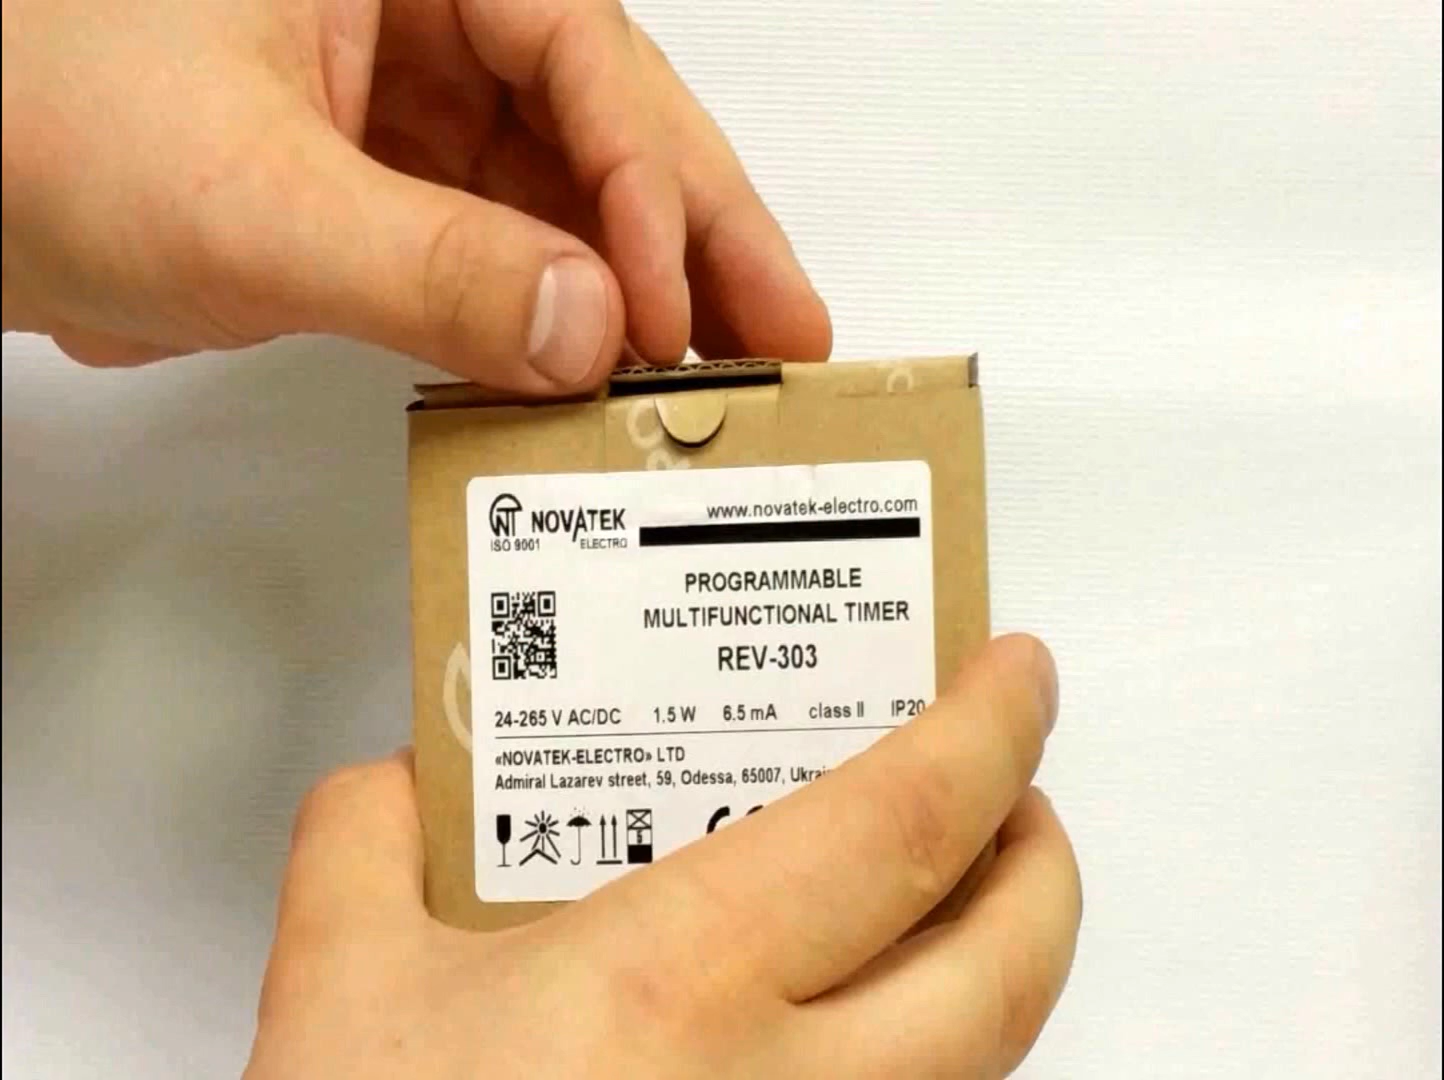 NOVATEK
ISO 9001 ELECTRO
www.novatek-electro.com
PROGRAMMABLE
MULTIFUNCTIONAL TIMER
REV-303
24-265 V AC/DC 1.5 W 6.5 mA class II IP20
«NOVATEK-ELECTRO» LTD
Admiral Lazarev street, 59, Odessa, 65007,